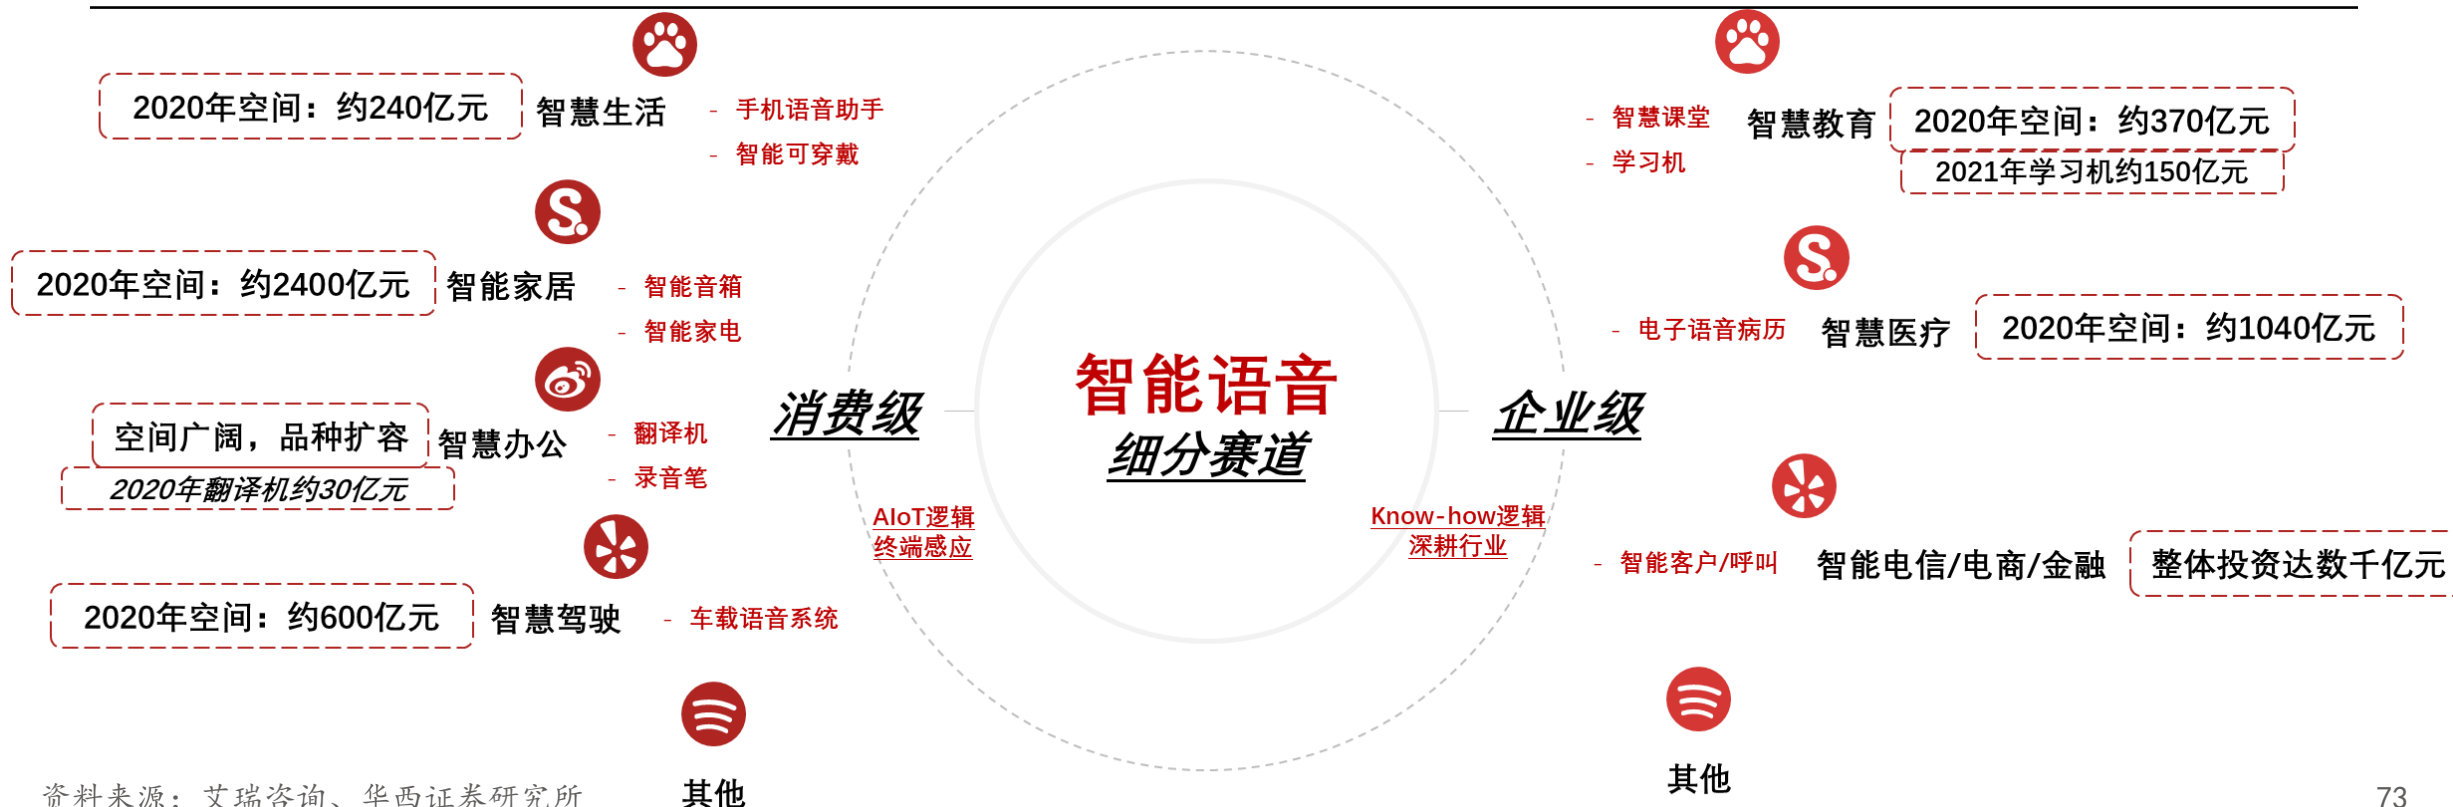 2020年空间：约240亿元
智慧生活
- 手机语音助手
- 智能可穿戴
2020年空间：约2400亿元
智能家居
- 智能音箱
- 智能家电
空间广阔，品种扩容
2020年翻译机约30亿元
智慧办公
- 翻译机
- 录音笔
2020年空间：约600亿元
智慧驾驶
- 车载语音系统
其他
消费级
AIoT逻辑
终端感应
智能语音
细分赛道
企业级
Know-how逻辑
深耕行业
- 智慧课堂
- 学习机
智慧教育
2020年空间：约370亿元
2021年学习机约150亿元
- 电子语音病历
智慧医疗
2020年空间：约1040亿元
- 智能客户/呼叫
智能电信/电商/金融
整体投资达数千亿元
其他
资料来源：艾瑞咨询、华西证券研究所
73